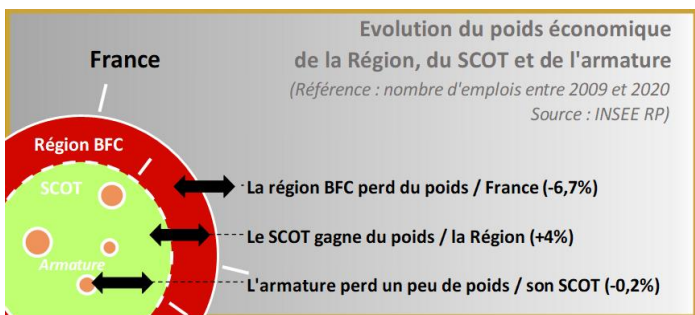 Evolution du poids économique
de la Région, du SCOT et de l'armature
(Référence : nombre d'emplois entre 2009 et 2020
Source : INSEE RP)
France
Région BFC
SCOT
Armature
La région BFC perd du poids / France (-6,7%)
Le SCOT gagne du poids / la Région (+4%)
L'armature perd un peu de poids / son SCOT (-0,2%)